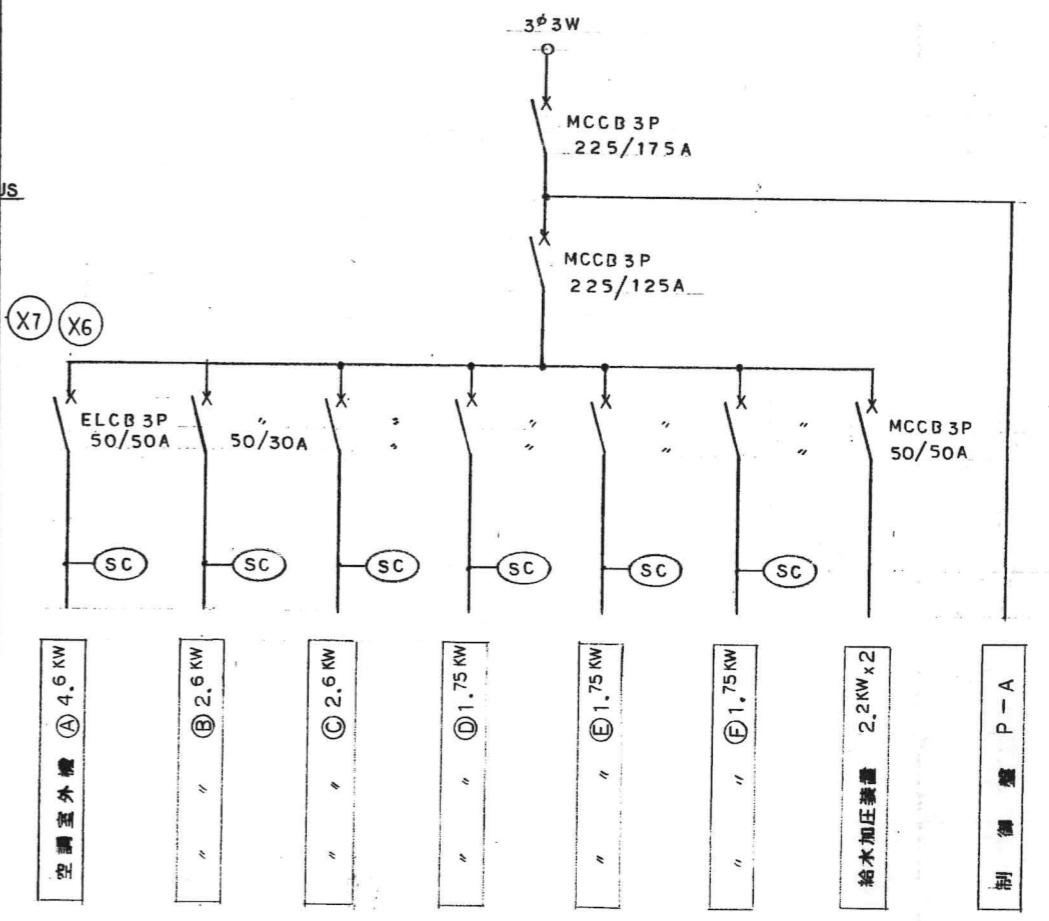 3φ3W
MCCB 3P
225/175A
US
MCCB 3P
225/125A
X7 X6
ELCB 3P
50/50A
〃
50/30A
〃
〃
〃
〃
〃
〃
〃
〃
MCCB 3P
50/50A
SC SC SC SC SC SC
空調室外機 Ⓐ 4.6KW
〃 〃 Ⓑ 2.6KW
〃 〃 Ⓒ 2.6KW
〃 〃 Ⓓ 1.75KW
〃 〃 Ⓔ 1.75KW
〃 〃 Ⓕ 1.75KW
給水加圧装置 2.2KW x2
制御盤 P-A